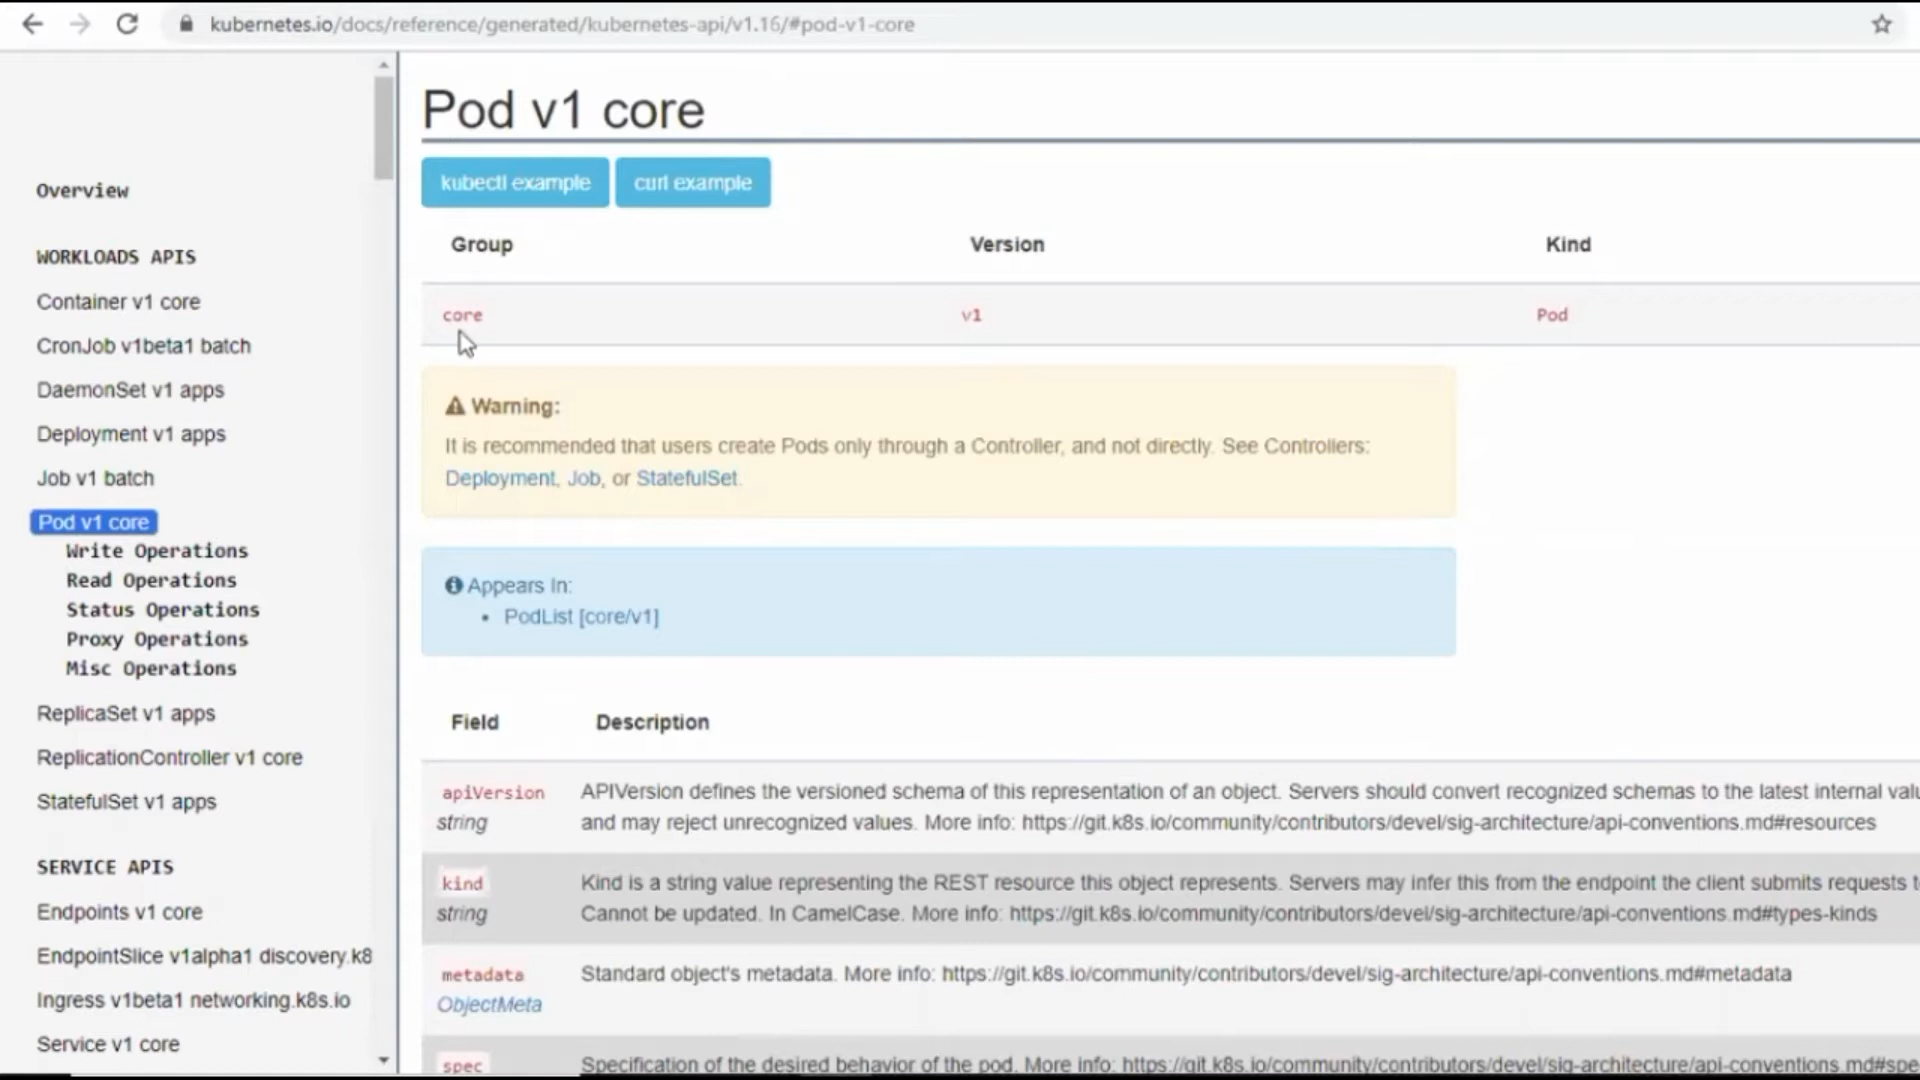 kubernetes.io/docs/reference/generated/kubernetes-api/v1.16/#pod-v1-core
Overview
WORKLOADS APIS
Container v1 core
CronJob v1beta1 batch
DaemonSet v1 apps
Deployment v1 apps
Job v1 batch
Pod v1 core
Write Operations
Read Operations
Status Operations
Proxy Operations
Misc Operations
ReplicaSet v1 apps
ReplicationController v1 core
StatefulSet v1 apps
SERVICE APIS
Endpoints v1 core
EndpointSlice v1alpha1 discovery.k8
Ingress v1beta1 networking.k8s.io
Service v1 core
Pod v1 core
kubectl example curl example
Group Version Kind
core v1 Pod
Warning:
It is recommended that users create Pods only through a Controller, and not directly. See Controllers:
Deployment, Job, or StatefulSet.
Appears In:
• PodList [core/v1]
Field Description
apiVersion APIVersion defines the versioned schema of this representation of an object. Servers should convert recognized schemas to the latest internal valu
string and may reject unrecognized values. More info: https://git.k8s.io/community/contributors/devel/sig-architecture/api-conventions.md#resources
kind Kind is a string value representing the REST resource this object represents. Servers may infer this from the endpoint the client submits requests t
string Cannot be updated. In CamelCase. More info: https://git.k8s.io/community/contributors/devel/sig-architecture/api-conventions.md#types-kinds
metadata Standard object's metadata. More info: https://git.k8s.io/community/contributors/devel/sig-architecture/api-conventions.md#metadata
ObjectMeta
spec Specification of the desired behavior of the pod. More info: https://git.k8s.io/community/contributors/devel/sig-architecture/api-conventions.md#spe